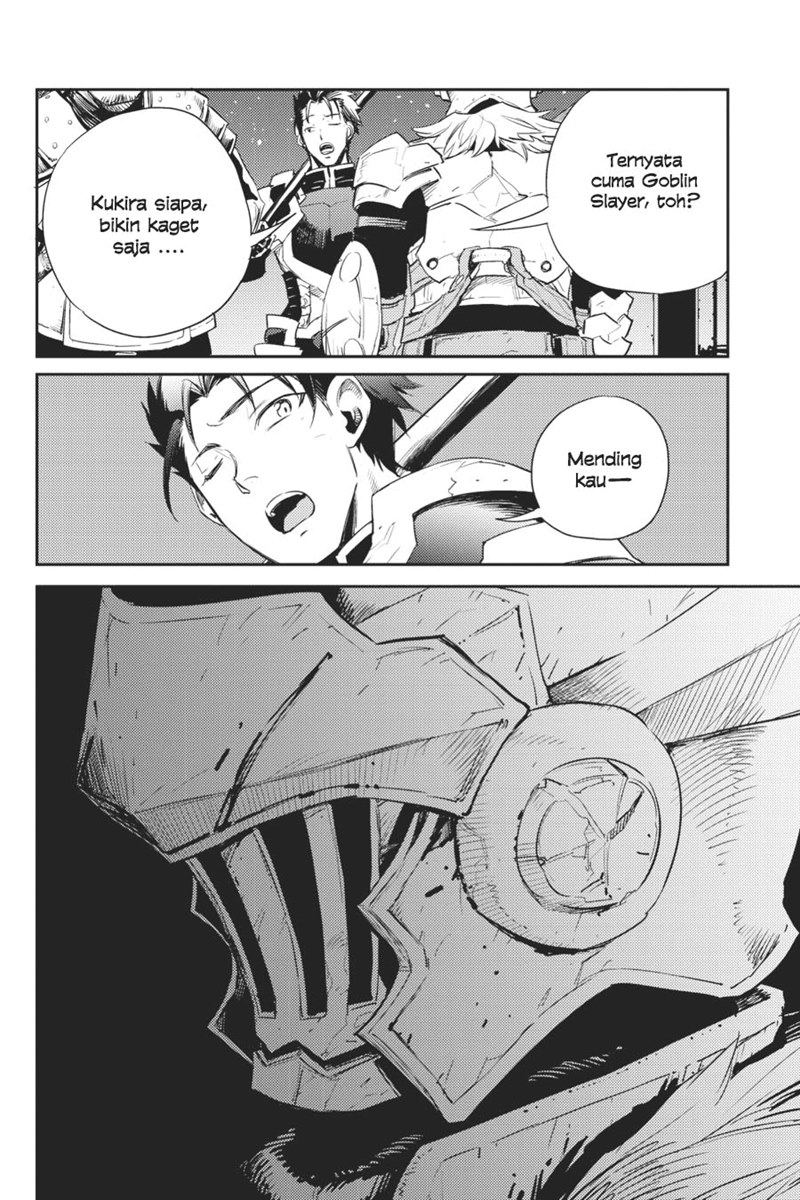 Ternyata
cuma Goblin
Slayer, toh?
Kukira siapa,
bikin kaget
saja ....
Mending
kau—